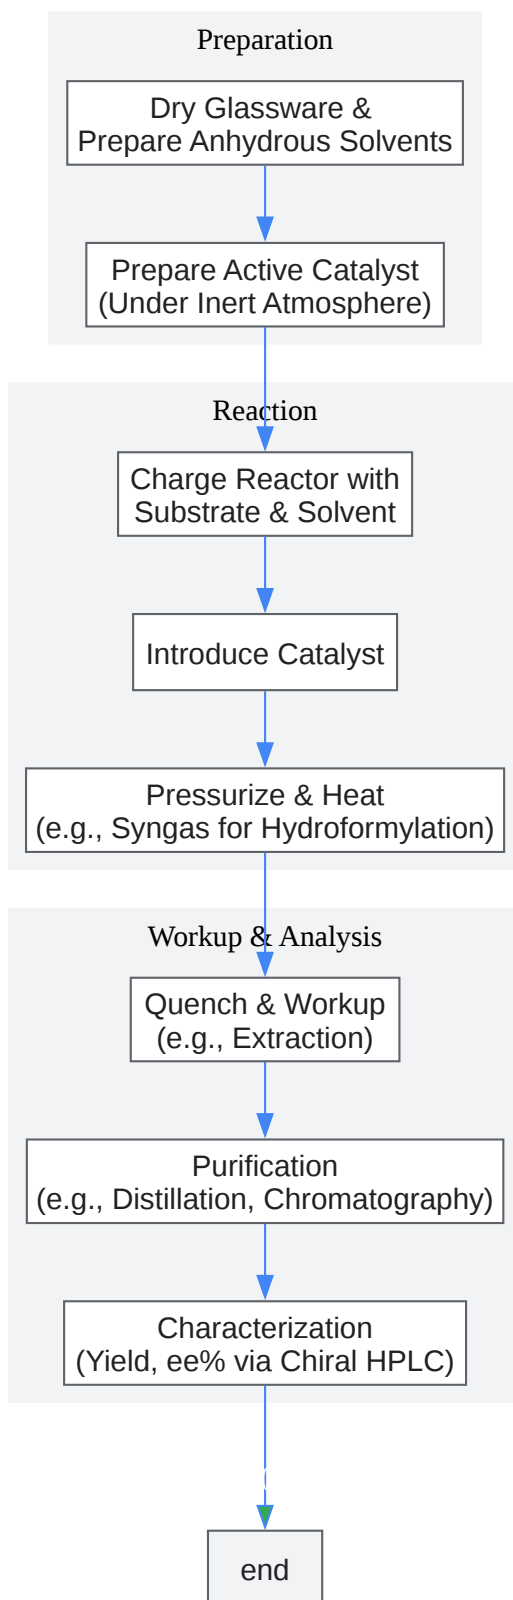 Preparation
Dry Glassware &
Prepare Anhydrous Solvents
Prepare Active Catalyst
(Under Inert Atmosphere)
Reaction
Charge Reactor with
Substrate & Solvent
Introduce Catalyst
Pressurize & Heat
(e.g., Syngas for Hydroformylation)
Workup & Analysis
Quench & Workup
(e.g., Extraction)
Purification
(e.g., Distillation, Chromatography)
Characterization
(Yield, ee% via Chiral HPLC)
end